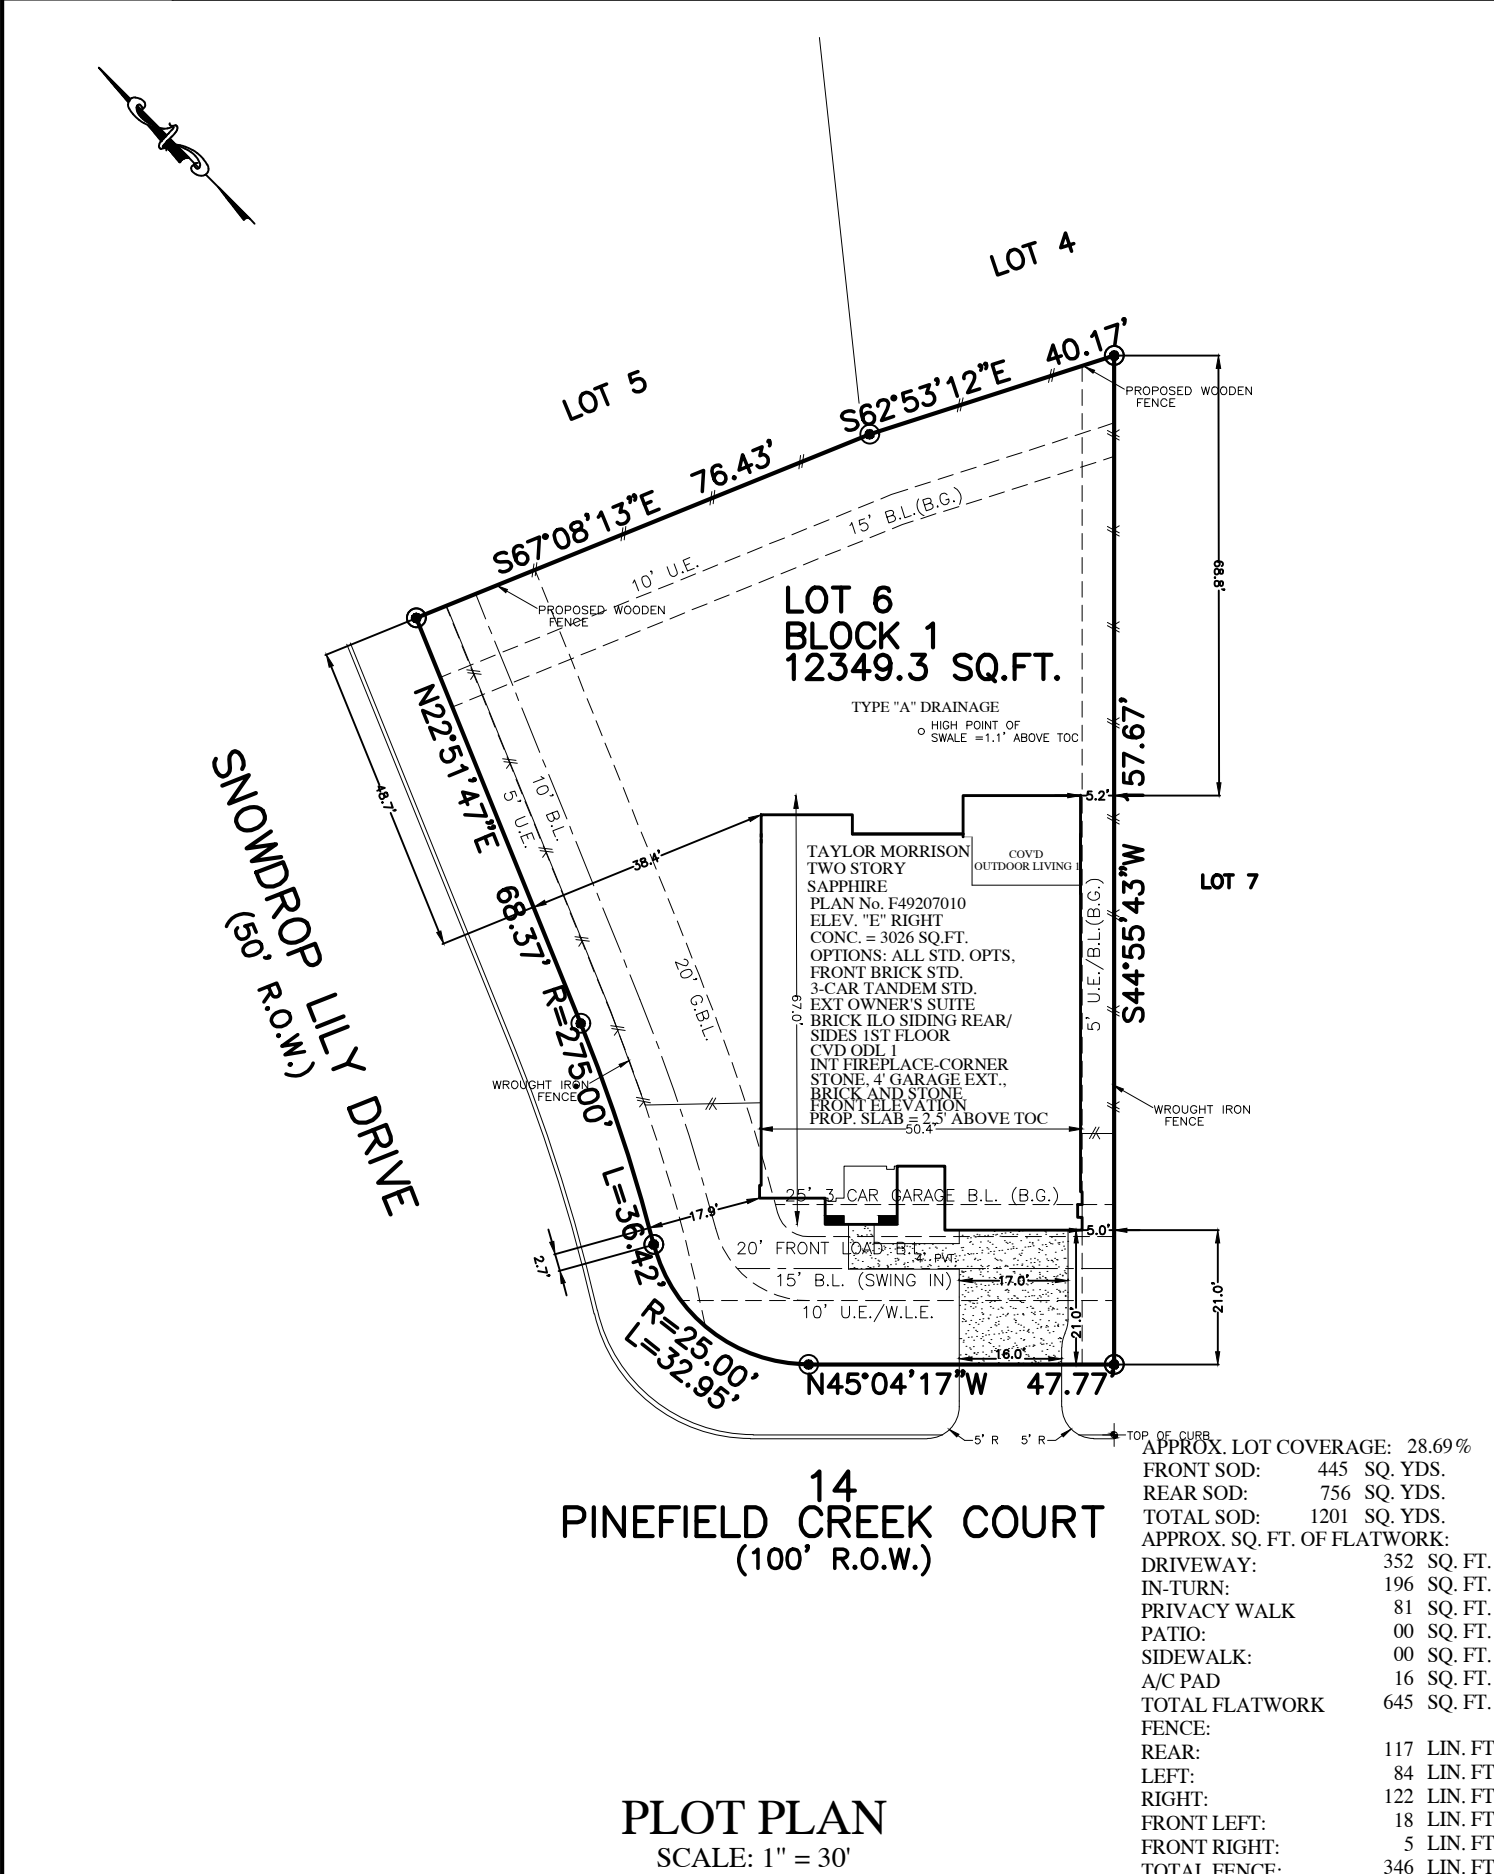 LOT 4
40.17'
S62°53'12"E
LOT 5
76.43'
S67°08'13"E
PROPOSED WOODEN
FENCE
15' B.L.(B.G.)
10' U.E.
PROPOSED WOODEN
FENCE
68.8'
LOT 6
BLOCK 1
12349.3 SQ.FT.
TYPE "A" DRAINAGE
HIGH POINT OF
SWALE =1.1' ABOVE TOC
N22°51'47"E 68.37'
48.7'
SNOWDROP LILY DRIVE
(50' R.O.W.)
5' U.E.
10' B.L.
38.4'
20' G.B.L.
5.2'
S44°55'43"W 157.67'
LOT 7
5' U.E./B.L.(B.G.)
COV'D
OUTDOOR LIVING 1
TAYLOR MORRISON
TWO STORY
SAPPHIRE
PLAN No. F49207010
ELEV. "E" RIGHT
CONC. = 3026 SQ.FT.
OPTIONS: ALL STD. OPTS,
FRONT BRICK STD.
3-CAR TANDEM STD.
EXT OWNER'S SUITE
BRICK ILO SIDING REAR/
SIDES 1ST FLOOR
CVD ODL 1
INT FIREPLACE-CORNER
STONE, 4' GARAGE EXT.,
BRICK AND STONE
FRONT ELEVATION
PROP. SLAB = 2.5' ABOVE TOC
67.0'
50.4'
R=275.00' L=36.42'
WROUGHT IRON
FENCE
WROUGHT IRON
FENCE
25' 3 CAR GARAGE B.L. (B.G.)
17.9'
5.0'
2.7'
20' FRONT LOAD B.L.
4' PVT.
15' B.L. (SWING IN)
17.0'
10' U.E./W.L.E.
21.0'
21.0'
16.0'
R=25.00'
L=32.95'
N45°04'17"W 47.77'
5' R 5' R
TOP OF CURB
14
PINEFIELD CREEK COURT
(100' R.O.W.)
APPROX. LOT COVERAGE: 28.69%
FRONT SOD: 445 SQ. YDS.
REAR SOD: 756 SQ. YDS.
TOTAL SOD: 1201 SQ. YDS.
APPROX. SQ. FT. OF FLATWORK:
DRIVEWAY: 352 SQ. FT.
IN-TURN: 196 SQ. FT.
PRIVACY WALK 81 SQ. FT.
PATIO: 00 SQ. FT.
SIDEWALK: 00 SQ. FT.
A/C PAD 16 SQ. FT.
TOTAL FLATWORK 645 SQ. FT.
FENCE:
REAR: 117 LIN. FT
LEFT: 84 LIN. FT
RIGHT: 122 LIN. FT
FRONT LEFT: 18 LIN. FT
FRONT RIGHT: 5 LIN. FT
TOTAL FENCE: 346 LIN. FT
PLOT PLAN
SCALE: 1" = 30'